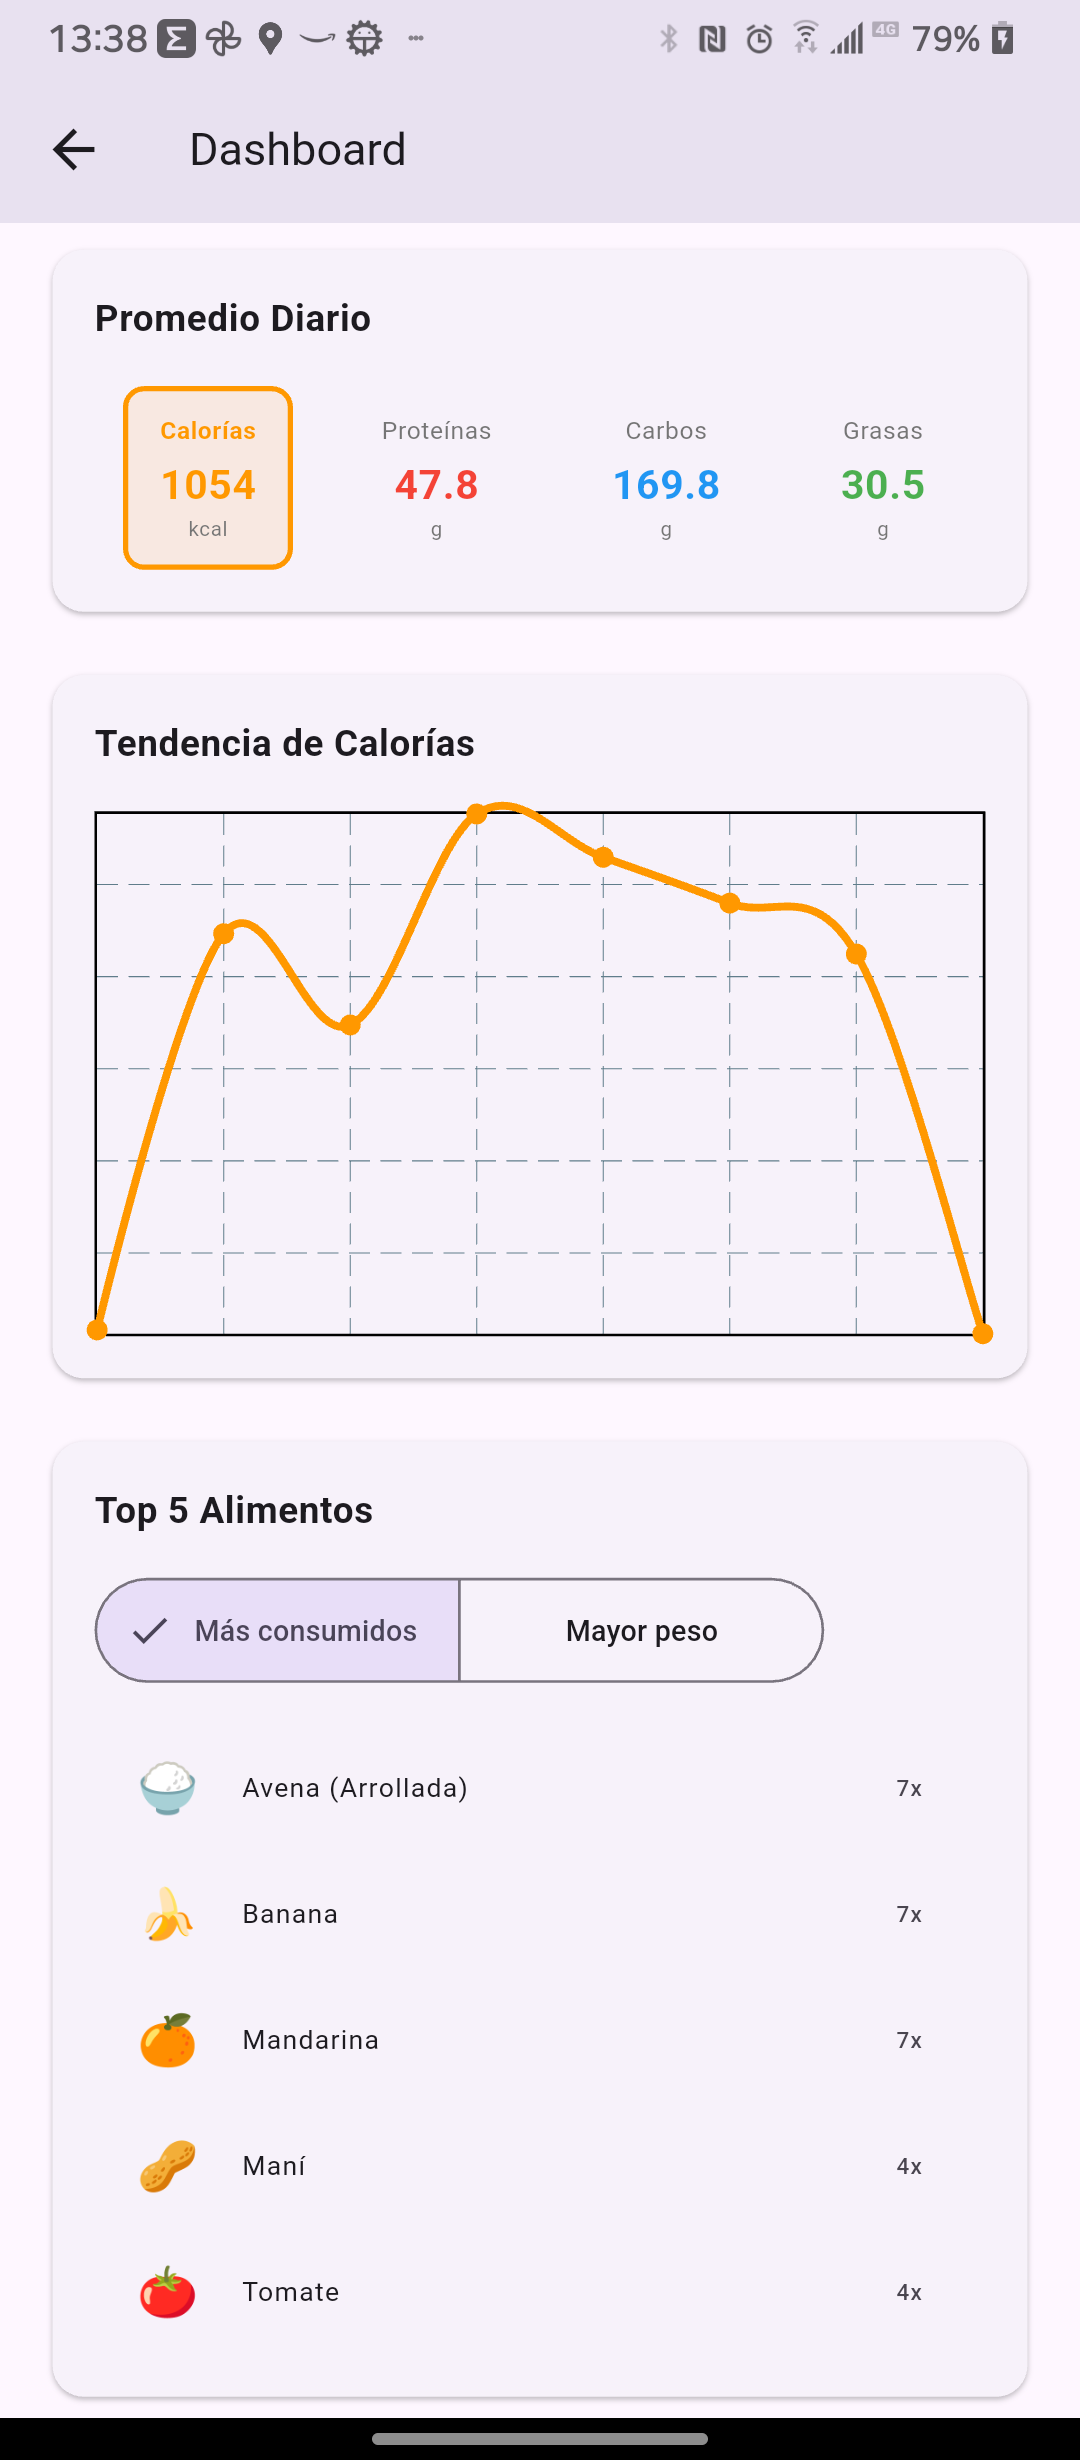 13:38 4G 79%
Dashboard
Promedio Diario
Calorías Proteínas Carbos Grasas
1054 47.8 169.8 30.5
kcal g g g
Tendencia de Calorías
Top 5 Alimentos
Más consumidos Mayor peso
Avena (Arrollada) 7x
Banana 7x
Mandarina 7x
Maní 4x
Tomate 4x